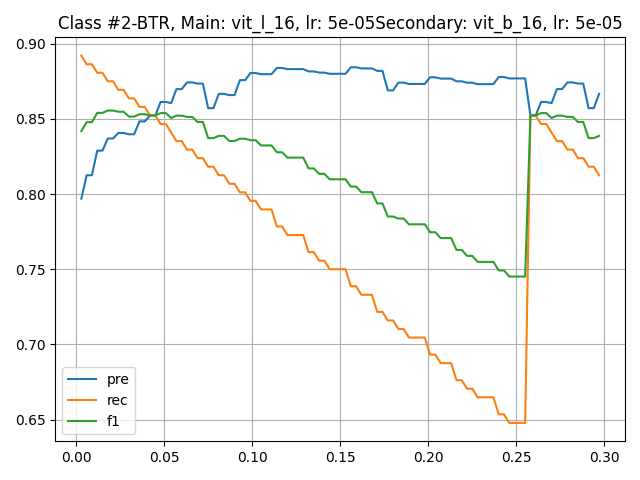 Class #2-BTR, Main: vit_l_16, lr: 5e-05Secondary: vit_b_16, lr: 5e-05
0.90
0.85
0.80
0.75
0.70
0.65
pre
rec
f1
0.00 0.05 0.10 0.15 0.20 0.25 0.30